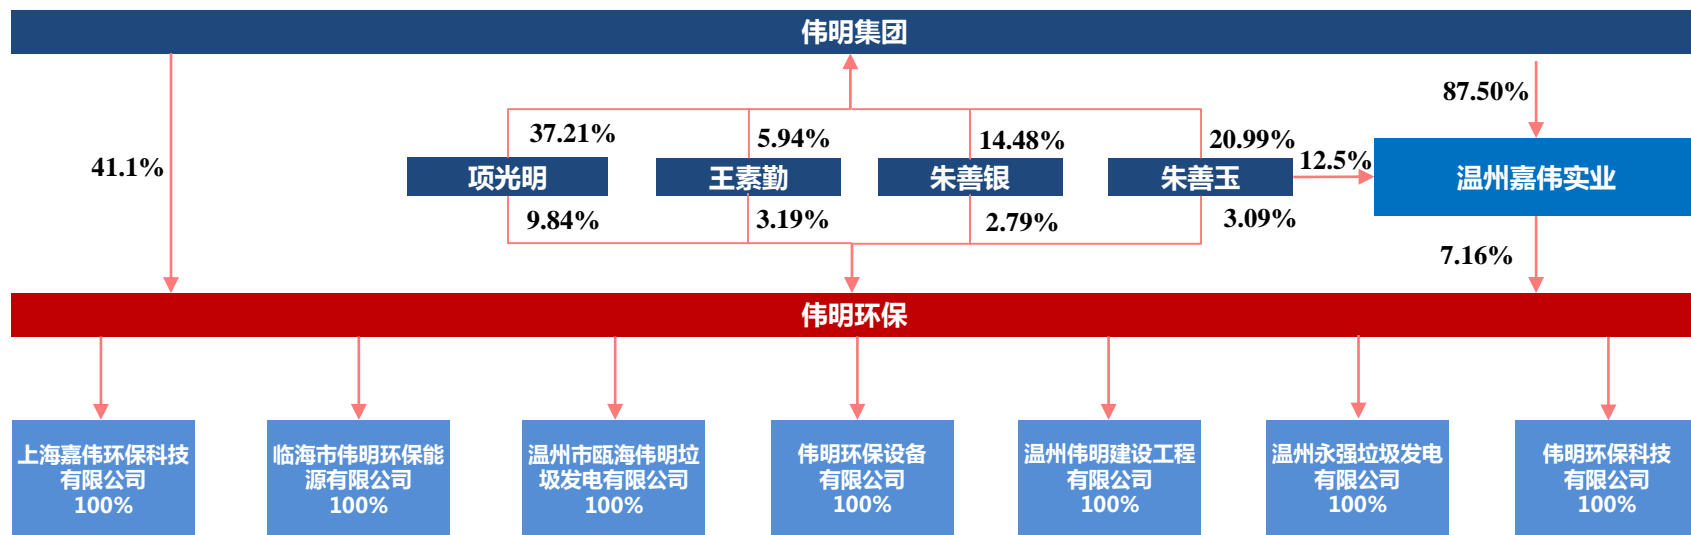 伟明集团
87.50%
37.21%
5.94%
14.48%
20.99%
41.1%
项光明
王素勤
朱善银
朱善玉
12.5%
温州嘉伟实业
9.84%
3.19%
2.79%
3.09%
7.16%
伟明环保
上海嘉伟环保科技
有限公司
100%
临海市伟明环保能
源有限公司
100%
温州市瓯海伟明垃
圾发电有限公司
100%
伟明环保设备
有限公司
100%
温州伟明建设工程
有限公司
100%
温州永强垃圾发电
有限公司
100%
伟明环保科技
有限公司
100%